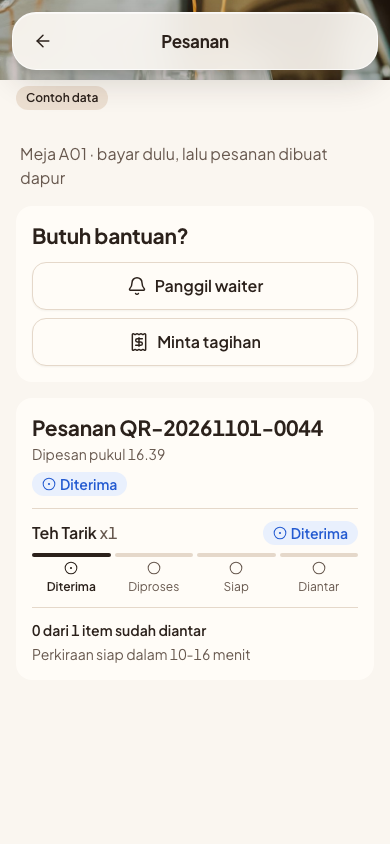 Pesanan
Contoh data
Meja A01 · bayar dulu, lalu pesanan dibuat
dapur
Butuh bantuan?
Panggil waiter
Minta tagihan
Pesanan QR-20261101-0044
Dipesan pukul 16.39
Diterima
Teh Tarik x1
Diterima
Diterima
Diproses
Siap
Diantar
0 dari 1 item sudah diantar
Perkiraan siap dalam 10-16 menit